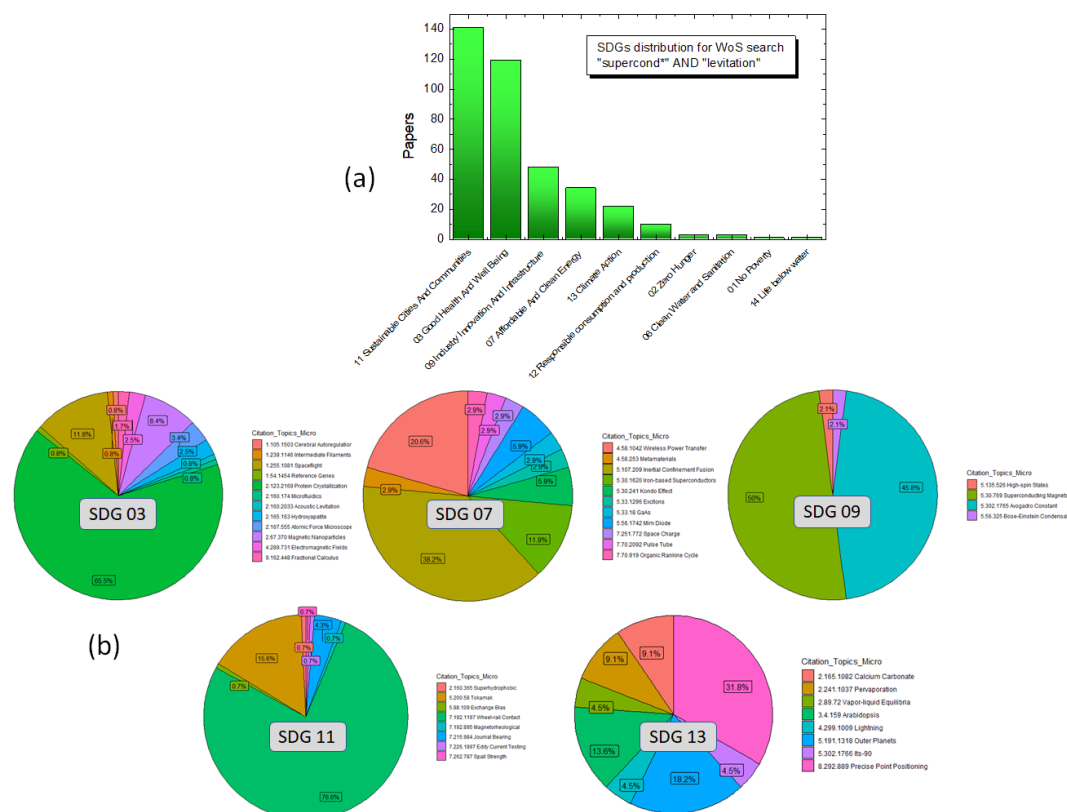 SDGs distribution for WoS search
"supercond*" AND "levitation"
Papers
140
120
100
80
60
40
20
0
11 Sustainable Cities And Communities
03 Good Health And Well Being
09 Industry Innovation And Infrastructure
07 Affordable And Clean Energy
13 Climate Action
12 Responsible consumption and production
02 Zero Hunger
06 Clean Water and Sanitation
01 No Poverty
14 Life below water
(a)
0.8%
11.8%
1.7%
8.4%
2.5%
3.4%
2.5%
0.8%
0.8%
0.8%
0.8%
SDG 03
65.5%
Citation_Topics_Micro
1.105.1503 Cerebral Autoregulation
1.239.1146 Intermediate Filaments
1.255.1081 Spaceflight
1.54.1454 Reference Genes
2.123.2169 Protein Crystallization
2.160.174 Microfluidics
2.160.2033 Acoustic Levitation
2.165.163 Hydroxyapatite
2.167.555 Atomic Force Microscope
2.67.370 Magnetic Nanoparticles
4.289.731 Electromagnetic Fields
9.162.448 Fractional Calculus
20.6%
2.9%
2.9%
2.9%
5.9%
2.9%
2.9%
5.9%
2.9%
11.8%
38.2%
SDG 07
Citation_Topics_Micro
4.58.1042 Wireless Power Transfer
4.58.253 Metamaterials
5.107.209 Inertial Confinement Fusion
5.30.1620 Iron-based Superconductors
5.30.241 Kondo Effect
5.33.1296 Excitons
5.33.16 GaAs
5.56.1742 Mim Diode
7.251.772 Space Charge
7.70.2092 Pulse Tube
7.70.919 Organic Rankine Cycle
2.1%
2.1%
50%
45.8%
SDG 09
Citation_Topics_Micro
5.135.526 High-spin States
5.30.769 Superconducting Magnets
5.302.1765 Avogadro Constant
5.56.325 Bose-Einstein Condensat
(b)
0.7%
4.3%
0.7%
0.7%
15.6%
0.7%
0.7%
SDG 11
76.6%
Citation_Topics_Micro
2.160.365 Superhydrophobic
5.200.58 Tokamak
5.88.109 Exchange Bias
7.192.1197 Wheel-rail Contact
7.192.895 Magnetorheological
7.215.984 Journal Bearing
7.226.1897 Eddy Current Testing
7.262.787 Spall Strength
9.1%
9.1%
4.5%
13.6%
4.5%
18.2%
4.5%
31.8%
SDG 13
Citation_Topics_Micro
2.165.1082 Calcium Carbonate
2.241.1037 Pervaporation
2.89.72 Vapor-liquid Equilibria
3.4.159 Arabidopsis
4.299.1009 Lightning
5.191.1318 Outer Planets
5.302.1766 Its-90
8.292.889 Precise Point Positioning